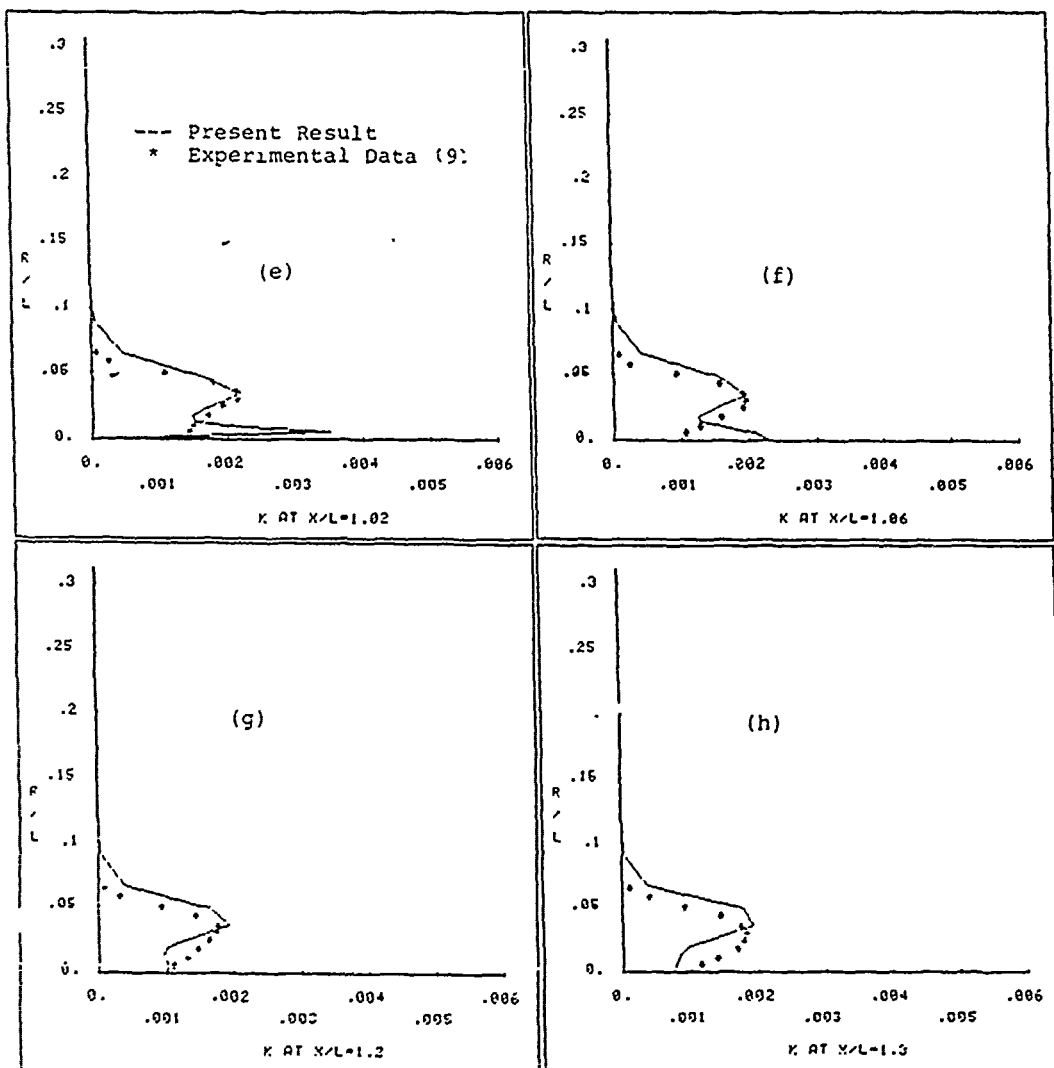 .3
.25
--- Present Result
* Experimental Data (9)
.2
.15
R
/
L
(e)
.1
.05
0.
0. .002 .004 .006
.001 .003 .005
K AT X/L=1.02
.3
.25
.2
.15
R
/
L
(f)
.1
.05
0.
0. .002 .004 .006
.001 .003 .005
K AT X/L=1.06
.3
.25
.2
(g)
.15
R
/
L
.1
.05
0.
0. .002 .004 .006
.001 .003 .005
K AT X/L=1.2
.3
.25
(h)
.15
R
/
L
.1
.05
0.
0. .002 .004 .006
.001 .003 .005
K AT X/L=1.3